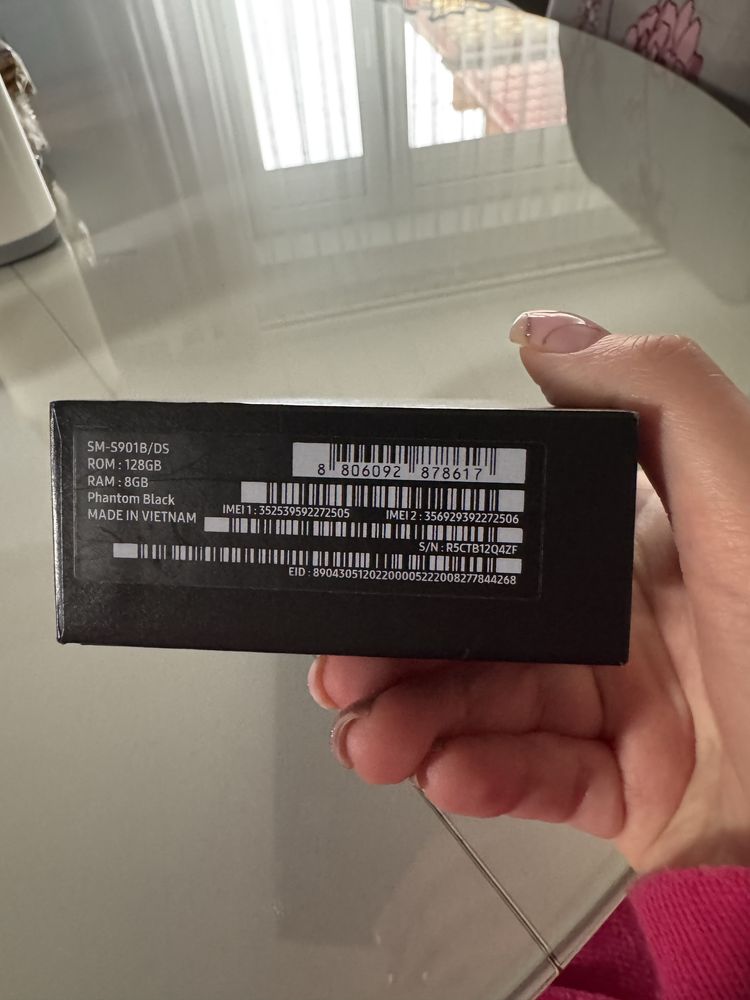 SM-S901B/DS
ROM : 128GB
RAM : 8GB
Phantom Black
MADE IN VIETNAM
8 806092 878617
IMEI 1 : 352539592272505
IMEI 2 : 356929392272506
S/N : R5CTB12Q4ZF
EID : 89043051202200005222008277844268